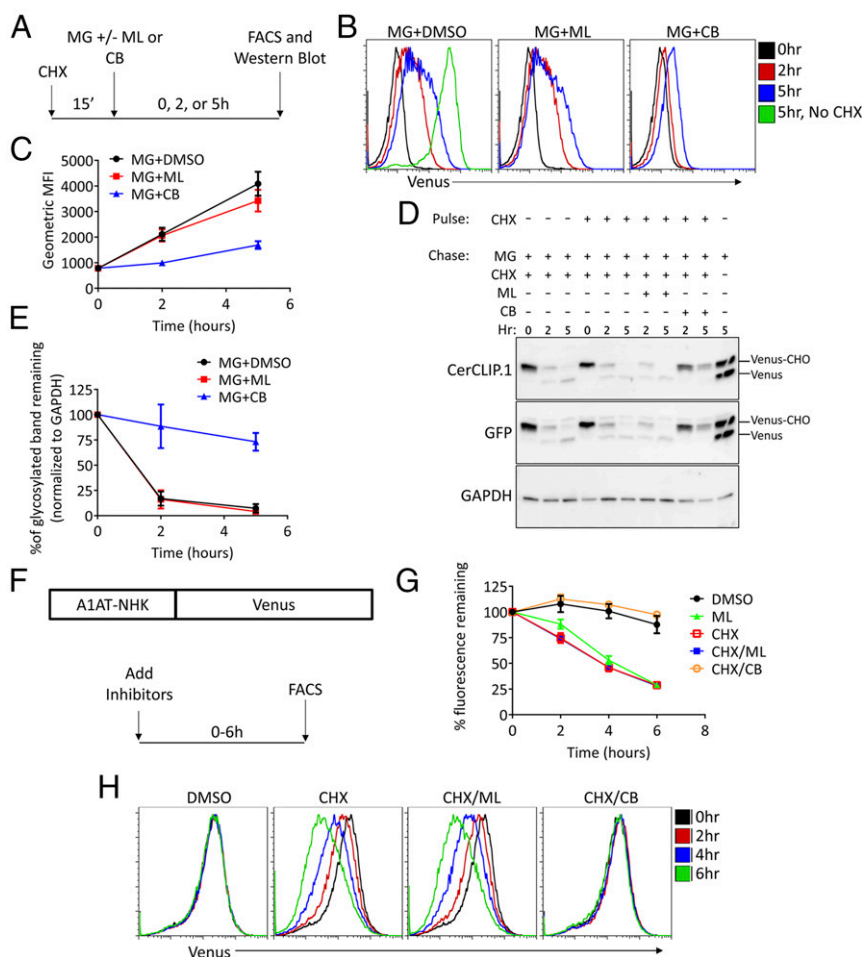 A
MG +/- ML or
CB
FACS and
Western Blot
CHX
15'
0, 2, or 5h
B
MG+DMSO MG+ML MG+CB
0hr
2hr
5hr
5hr, No CHX
Venus
C
Geometric MFI
5000
4000
3000
2000
1000
0
MG+DMSO
MG+ML
MG+CB
0 2 4 6
Time (hours)
D
Pulse: CHX - - - + + + + + + + -
Chase: MG + + + + + + + + + + +
CHX + + + + + + + + + + -
ML - - - - - - + + - - -
CB - - - - - - - - + + -
Hr: 0 2 5 0 2 5 2 5 2 5 5
CerCLIP.1
Venus-CHO
Venus
GFP
Venus-CHO
Venus
GAPDH
E
%of glycosylated band remaining
(normalized to GAPDH)
125
100
75
50
25
0
MG+DMSO
MG+ML
MG+CB
0 2 4 6
Time (hours)
F
A1AT-NHK Venus
Add
Inhibitors
FACS
0-6h
G
% fluorescence remaining
125
100
75
50
25
0
DMSO
ML
CHX
CHX/ML
CHX/CB
0 2 4 6 8
Time (hours)
H
DMSO CHX CHX/ML CHX/CB
0hr
2hr
4hr
6hr
Venus